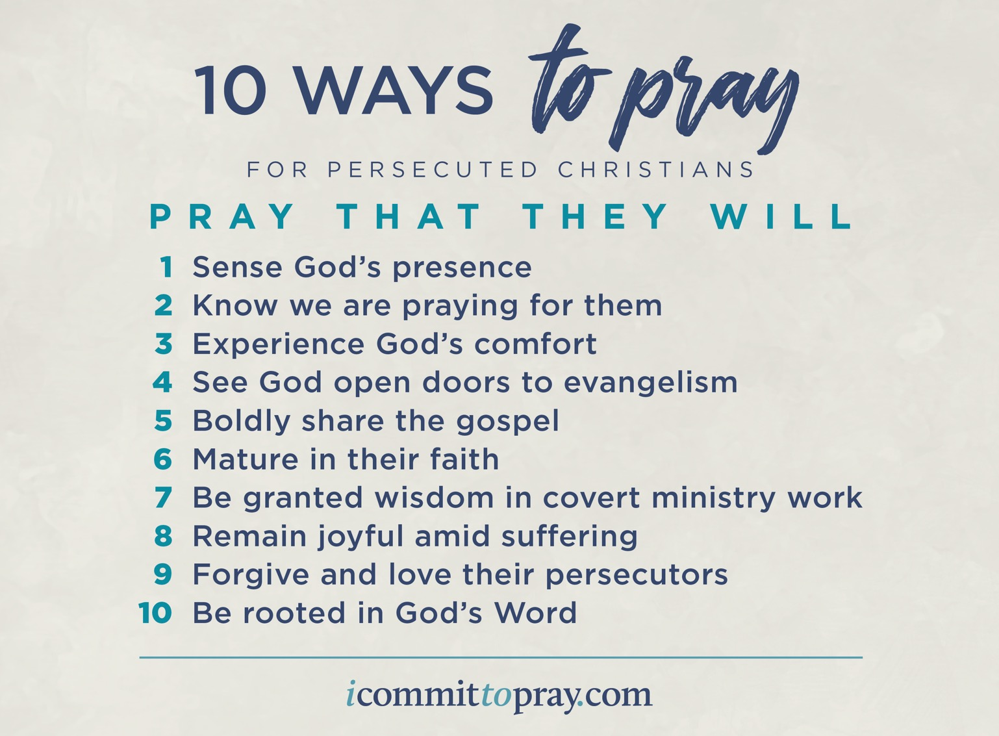 10 WAYS to pray
FOR PERSECUTED CHRISTIANS
PRAY THAT THEY WILL
1 Sense God’s presence
2 Know we are praying for them
3 Experience God’s comfort
4 See God open doors to evangelism
5 Boldly share the gospel
6 Mature in their faith
7 Be granted wisdom in covert ministry work
8 Remain joyful amid suffering
9 Forgive and love their persecutors
10 Be rooted in God’s Word
icommittopray.com